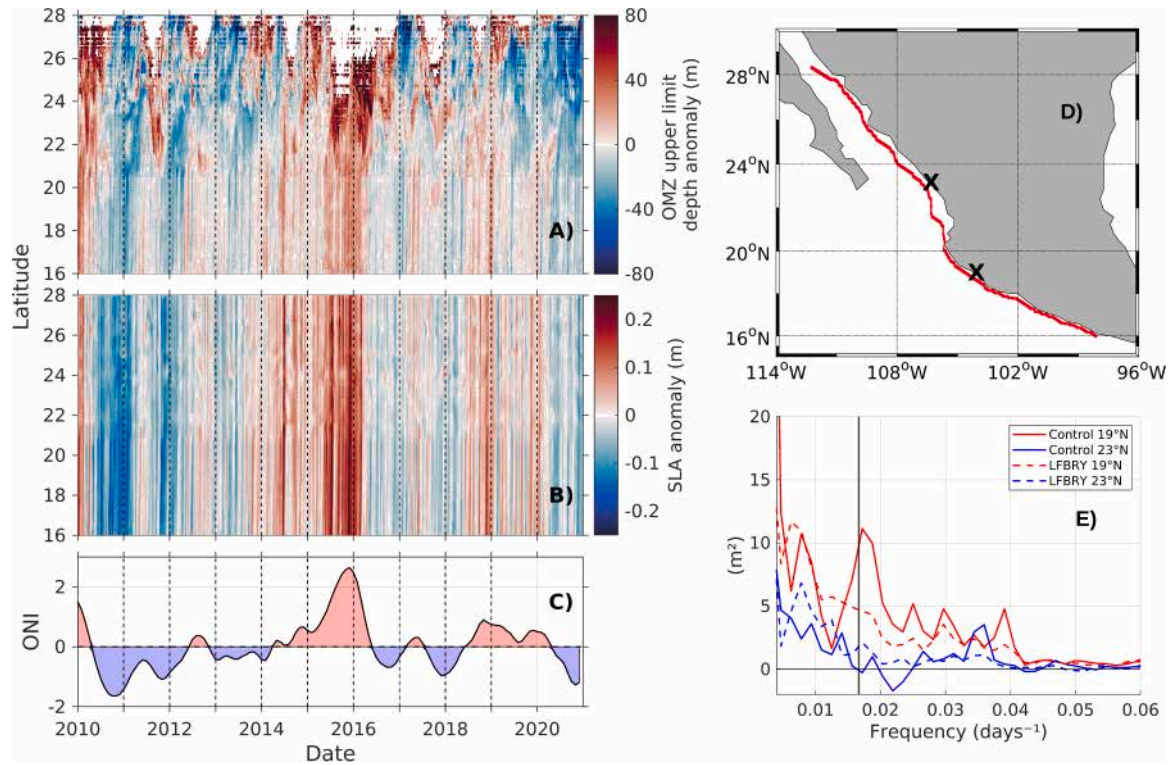 28
26
24
22
20
18
16
A)
80
40
0
-40
-80
OMZ upper limit
depth anomaly (m)
Latitude
28
26
24
22
20
18
16
B)
0.2
0.1
0
-0.1
-0.2
SLA anomaly (m)
2
0
-2
ONI
C)
2010 2012 2014 2016 2018 2020
Date
28°N
24°N
20°N
16°N
D)
X
X
114°W 108°W 102°W 96°W
20
15
10
5
0
(m²)
Control 19°N
Control 23°N
LFBRY 19°N
LFBRY 23°N
E)
0.01 0.02 0.03 0.04 0.05 0.06
Frequency (days⁻¹)